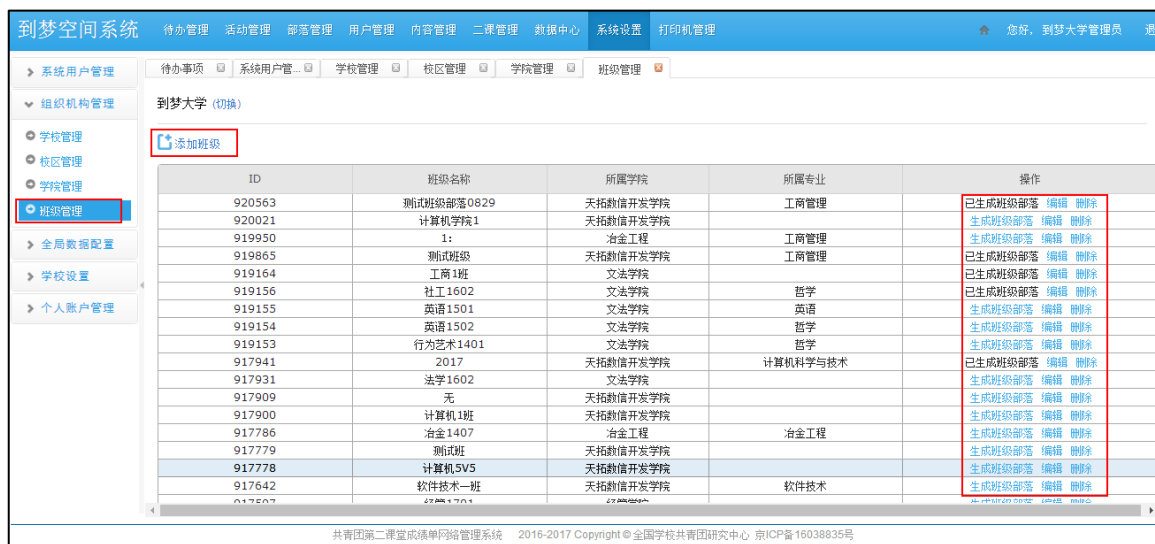 到梦空间系统 待办管理 活动管理 部落管理 用户管理 内容管理 二课管理 数据中心 系统设置 打印机管理 您好，到梦大学管理员
系统用户管理 待办事项 系统用户管... 学校管理 校区管理 学院管理 班级管理
组织机构管理 到梦大学 (切换)
学校管理 添加班级
校区管理
学院管理
班级管理
全局数据配置
学校设置
个人账户管理
ID 班级名称 所属学院 所属专业 操作
920563 测试班级部落0829 天拓数信开发学院 工商管理 已生成班级部落 编辑 删除
920021 计算机学院1 天拓数信开发学院 生成班级部落 编辑 删除
919950 1: 冶金工程 工商管理 生成班级部落 编辑 删除
919865 测试班级 天拓数信开发学院 工商管理 已生成班级部落 编辑 删除
919164 工商1班 文法学院 已生成班级部落 编辑 删除
919156 社工1602 文法学院 哲学 已生成班级部落 编辑 删除
919155 英语1501 文法学院 英语 生成班级部落 编辑 删除
919154 英语1502 文法学院 哲学 生成班级部落 编辑 删除
919153 行为艺术1401 文法学院 哲学 生成班级部落 编辑 删除
917941 2017 天拓数信开发学院 计算机科学与技术 已生成班级部落 编辑 删除
917931 法学1602 文法学院 生成班级部落 编辑 删除
917909 无 天拓数信开发学院 生成班级部落 编辑 删除
917900 计算机1班 天拓数信开发学院 生成班级部落 编辑 删除
917786 冶金1407 冶金工程 冶金工程 生成班级部落 编辑 删除
917779 测试班 天拓数信开发学院 生成班级部落 编辑 删除
917778 计算机5V5 天拓数信开发学院 生成班级部落 编辑 删除
917642 软件技术一班 天拓数信开发学院 软件技术 生成班级部落 编辑 删除
共青团第二课堂成绩单网络管理系统 2016-2017 Copyright © 全国学校共青团研究中心 京ICP备16038835号